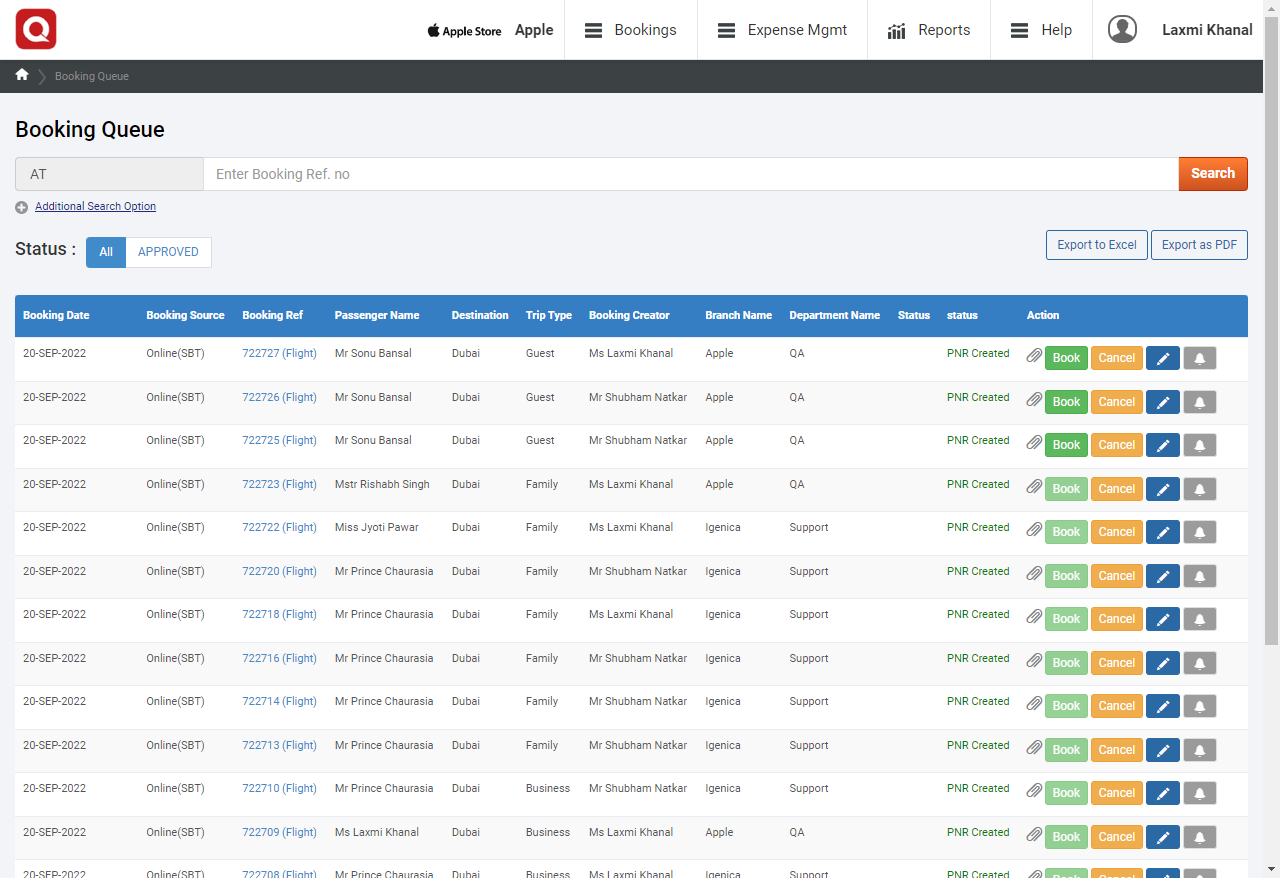 Q
Apple Store Apple Bookings Expense Mgmt Reports Help Laxmi Khanal
Booking Queue
Booking Queue
AT Enter Booking Ref. no Search
Additional Search Option
Status : All APPROVED Export to Excel Export as PDF
Booking Date Booking Source Booking Ref Passenger Name Destination Trip Type Booking Creator Branch Name Department Name Status status Action
20-SEP-2022 Online(SBT) 722727 (Flight) Mr Sonu Bansal Dubai Guest Ms Laxmi Khanal Apple QA PNR Created Book Cancel
20-SEP-2022 Online(SBT) 722726 (Flight) Mr Sonu Bansal Dubai Guest Mr Shubham Natkar Apple QA PNR Created Book Cancel
20-SEP-2022 Online(SBT) 722725 (Flight) Mr Sonu Bansal Dubai Guest Mr Shubham Natkar Apple QA PNR Created Book Cancel
20-SEP-2022 Online(SBT) 722723 (Flight) Mstr Rishabh Singh Dubai Family Ms Laxmi Khanal Apple QA PNR Created Book Cancel
20-SEP-2022 Online(SBT) 722722 (Flight) Miss Jyoti Pawar Dubai Family Ms Laxmi Khanal Igenica Support PNR Created Book Cancel
20-SEP-2022 Online(SBT) 722720 (Flight) Mr Prince Chaurasia Dubai Family Mr Shubham Natkar Igenica Support PNR Created Book Cancel
20-SEP-2022 Online(SBT) 722718 (Flight) Mr Prince Chaurasia Dubai Family Ms Laxmi Khanal Igenica Support PNR Created Book Cancel
20-SEP-2022 Online(SBT) 722716 (Flight) Mr Prince Chaurasia Dubai Family Mr Shubham Natkar Igenica Support PNR Created Book Cancel
20-SEP-2022 Online(SBT) 722714 (Flight) Mr Prince Chaurasia Dubai Family Mr Shubham Natkar Igenica Support PNR Created Book Cancel
20-SEP-2022 Online(SBT) 722713 (Flight) Mr Prince Chaurasia Dubai Family Mr Shubham Natkar Igenica Support PNR Created Book Cancel
20-SEP-2022 Online(SBT) 722710 (Flight) Mr Prince Chaurasia Dubai Business Mr Shubham Natkar Igenica Support PNR Created Book Cancel
20-SEP-2022 Online(SBT) 722709 (Flight) Ms Laxmi Khanal Dubai Business Ms Laxmi Khanal Apple QA PNR Created Book Cancel
20-SEP-2022 Online(SBT) 722708 (Flight) Mr Prince Chaurasia Dubai Business Ms Laxmi Khanal Igenica Support PNR Created Book Cancel